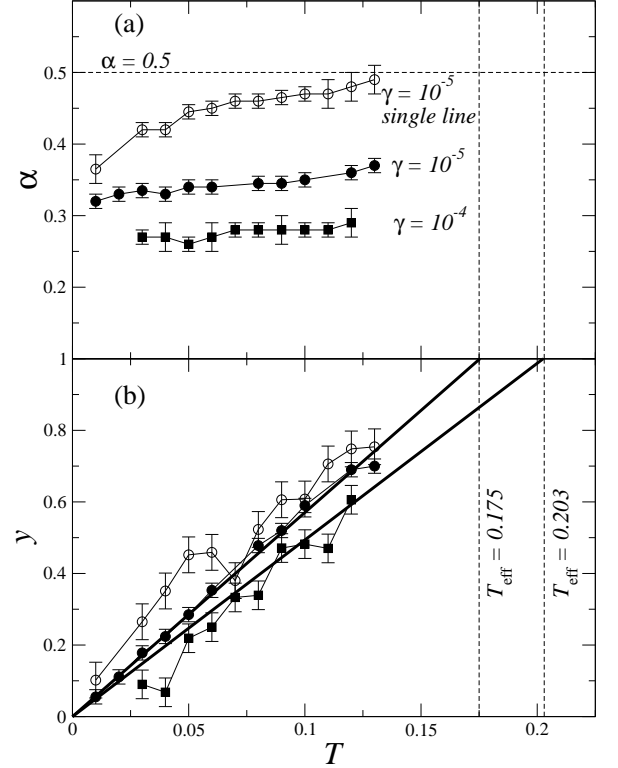 (a)
α = 0.5
0.5
γ = 10⁻⁵
single line
0.4
α
γ = 10⁻⁵
0.3
γ = 10⁻⁴
0.2
1
(b)
0.8
0.6
y
T_eff = 0.175
T_eff = 0.203
0.4
0.2
0
0 0.05 0.1 0.15 0.2
T